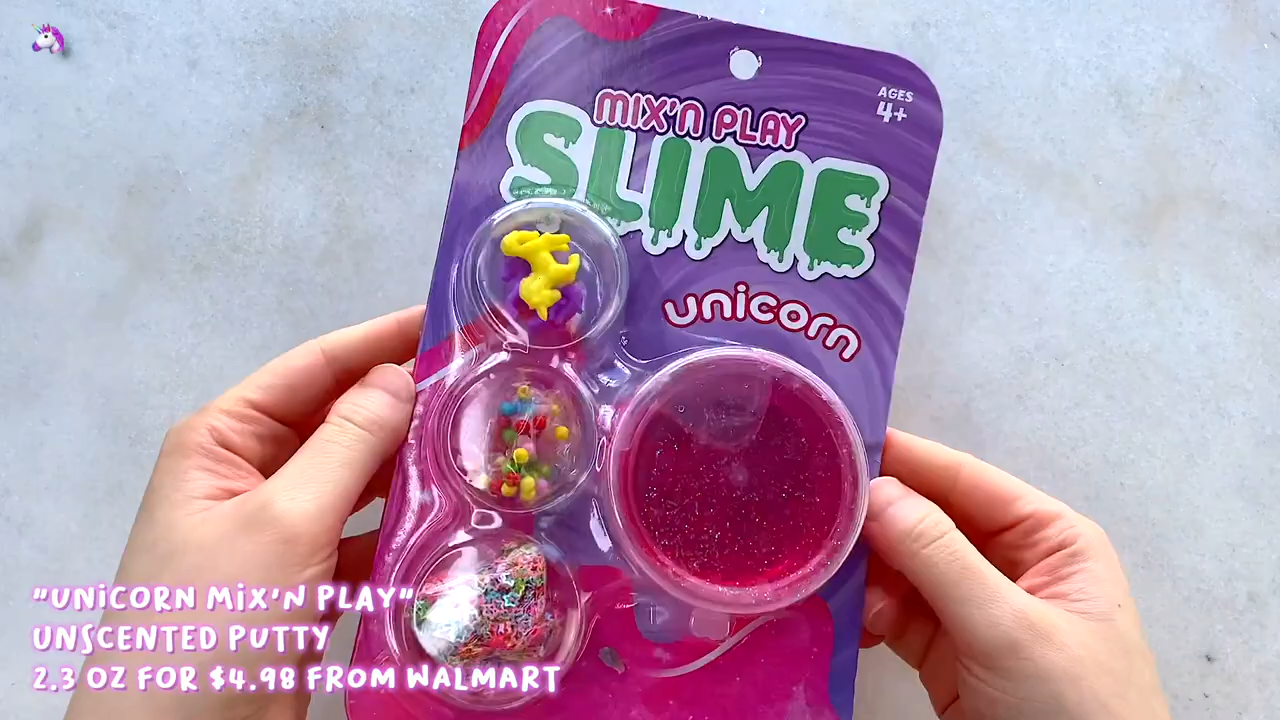 AGES
4+
MIX'N PLAY
SLIME
unicorn
"UNICORN MIX'N PLAY"
UNSCENTED PUTTY
2.3 OZ FOR $4.98 FROM WALMART